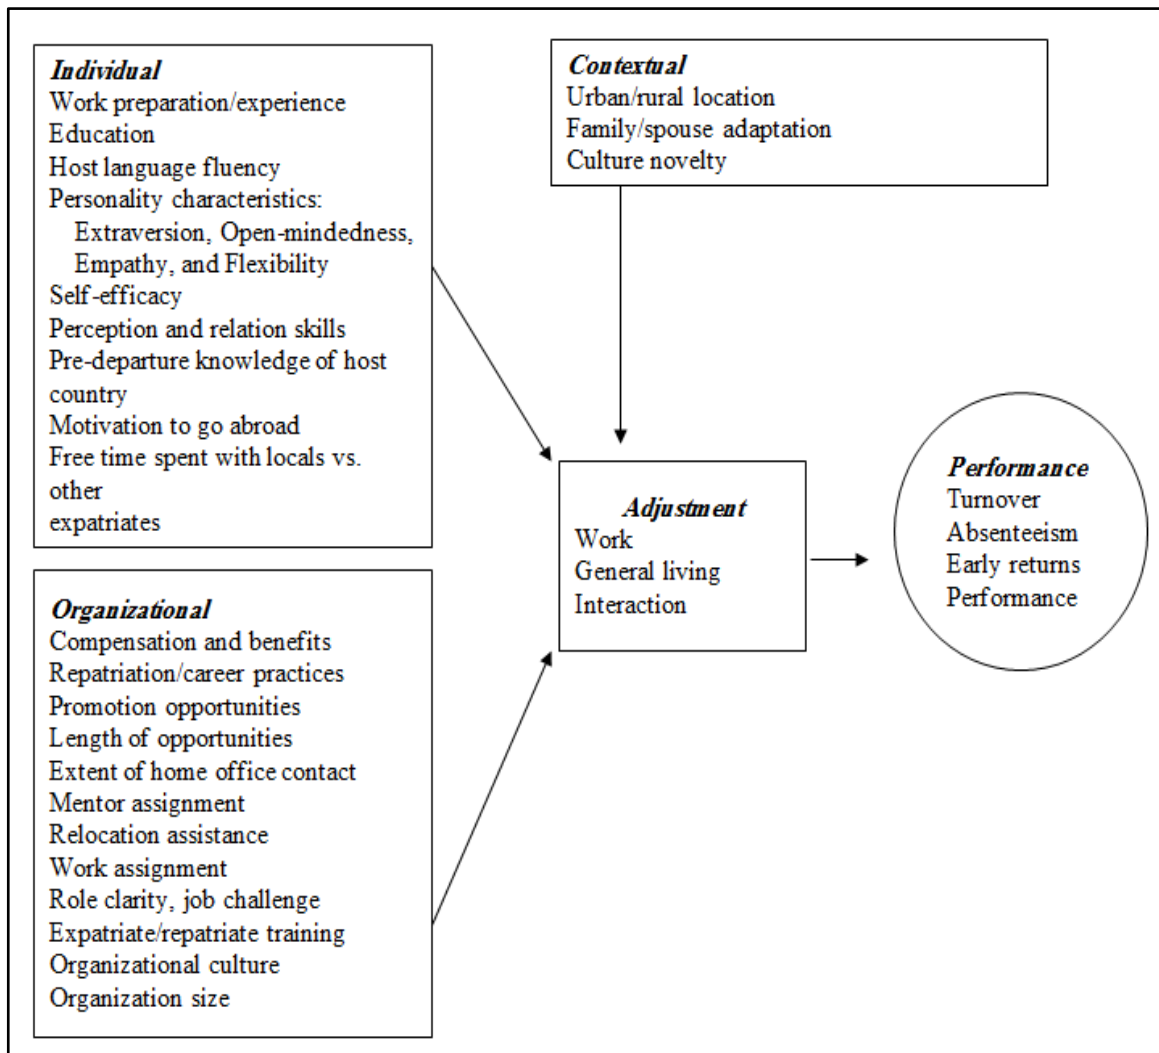 Individual
Work preparation/experience
Education
Host language fluency
Personality characteristics:
Extraversion, Open-mindedness,
Empathy, and Flexibility
Self-efficacy
Perception and relation skills
Pre-departure knowledge of host
country
Motivation to go abroad
Free time spent with locals vs.
other
expatriates
Contextual
Urban/rural location
Family/spouse adaptation
Culture novelty
Organizational
Compensation and benefits
Repatriation/career practices
Promotion opportunities
Length of opportunities
Extent of home office contact
Mentor assignment
Relocation assistance
Work assignment
Role clarity, job challenge
Expatriate/repatriate training
Organizational culture
Organization size
Adjustment
Work
General living
Interaction
Performance
Turnover
Absenteeism
Early returns
Performance